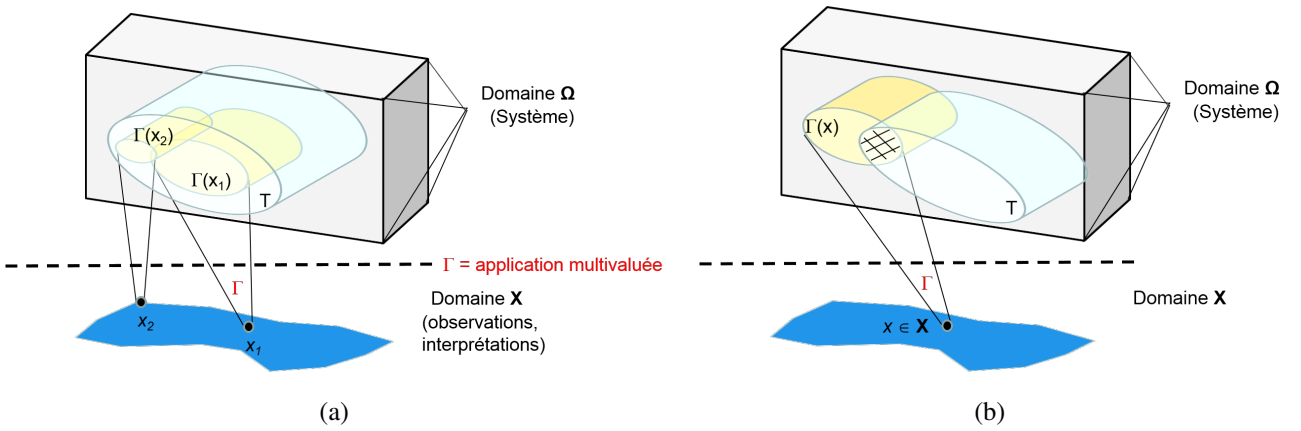 Domaine Ω
(Système)
Γ(x₂)
Γ(x₁)
T
Γ = application multivaluée
Γ
Domaine X
(observations,
interprétations)
x₂
x₁
(a)
Domaine Ω
(Système)
Γ(x)
T
Γ
Domaine X
x ∈ X
(b)